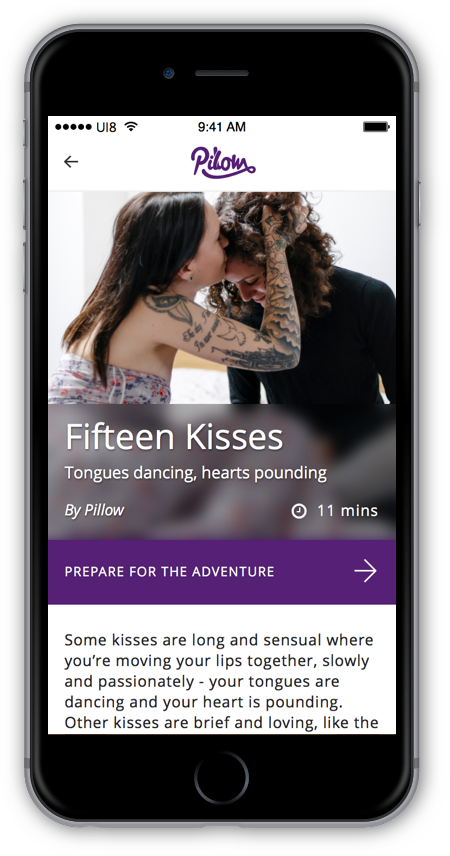 UI8
9:41 AM
Pillow
Fifteen Kisses
Tongues dancing, hearts pounding
By Pillow 11 mins
PREPARE FOR THE ADVENTURE
Some kisses are long and sensual where
you’re moving your lips together, slowly
and passionately - your tongues are
dancing and your heart is pounding.
Other kisses are brief and loving, like the